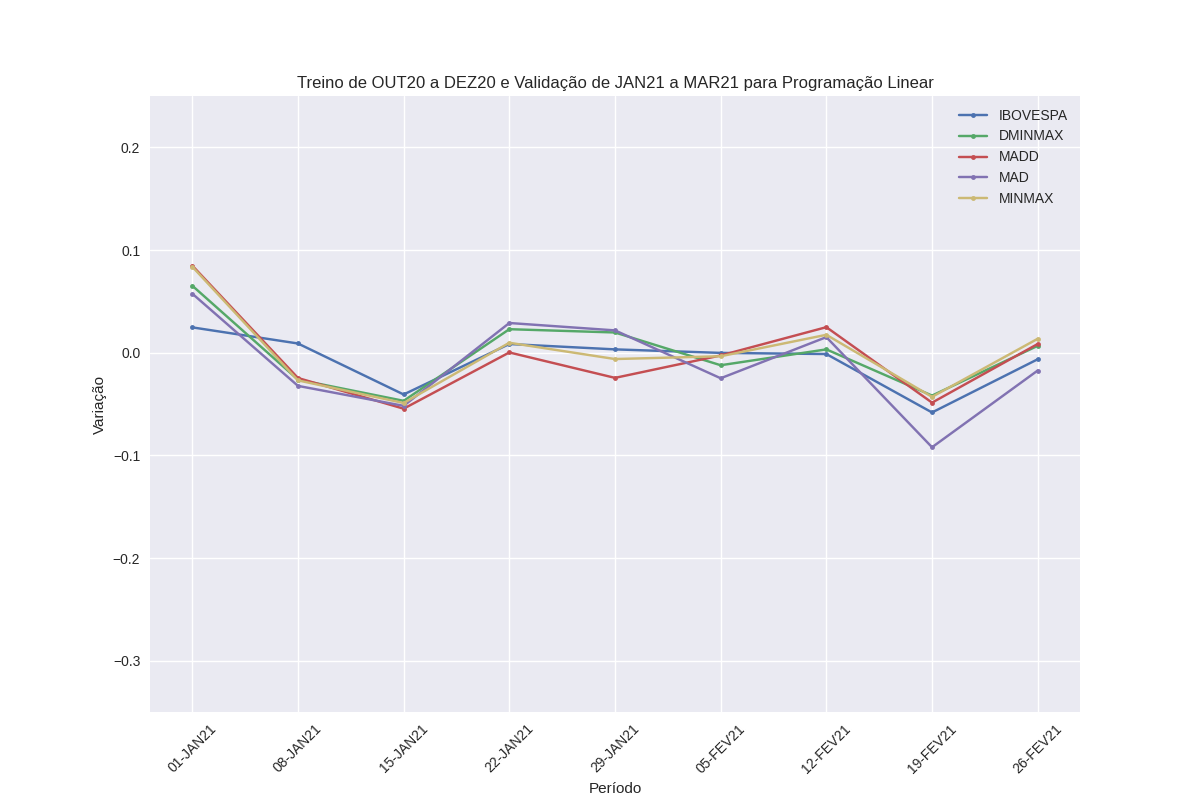 Treino de OUT20 a DEZ20 e Validação de JAN21 a MAR21 para Programação Linear
IBOVESPA
DMINMAX
MADD
MAD
MINMAX
0.2
0.1
0.0
−0.1
−0.2
−0.3
Variação
01-JAN21
08-JAN21
15-JAN21
22-JAN21
29-JAN21
05-FEV21
12-FEV21
19-FEV21
26-FEV21
Período